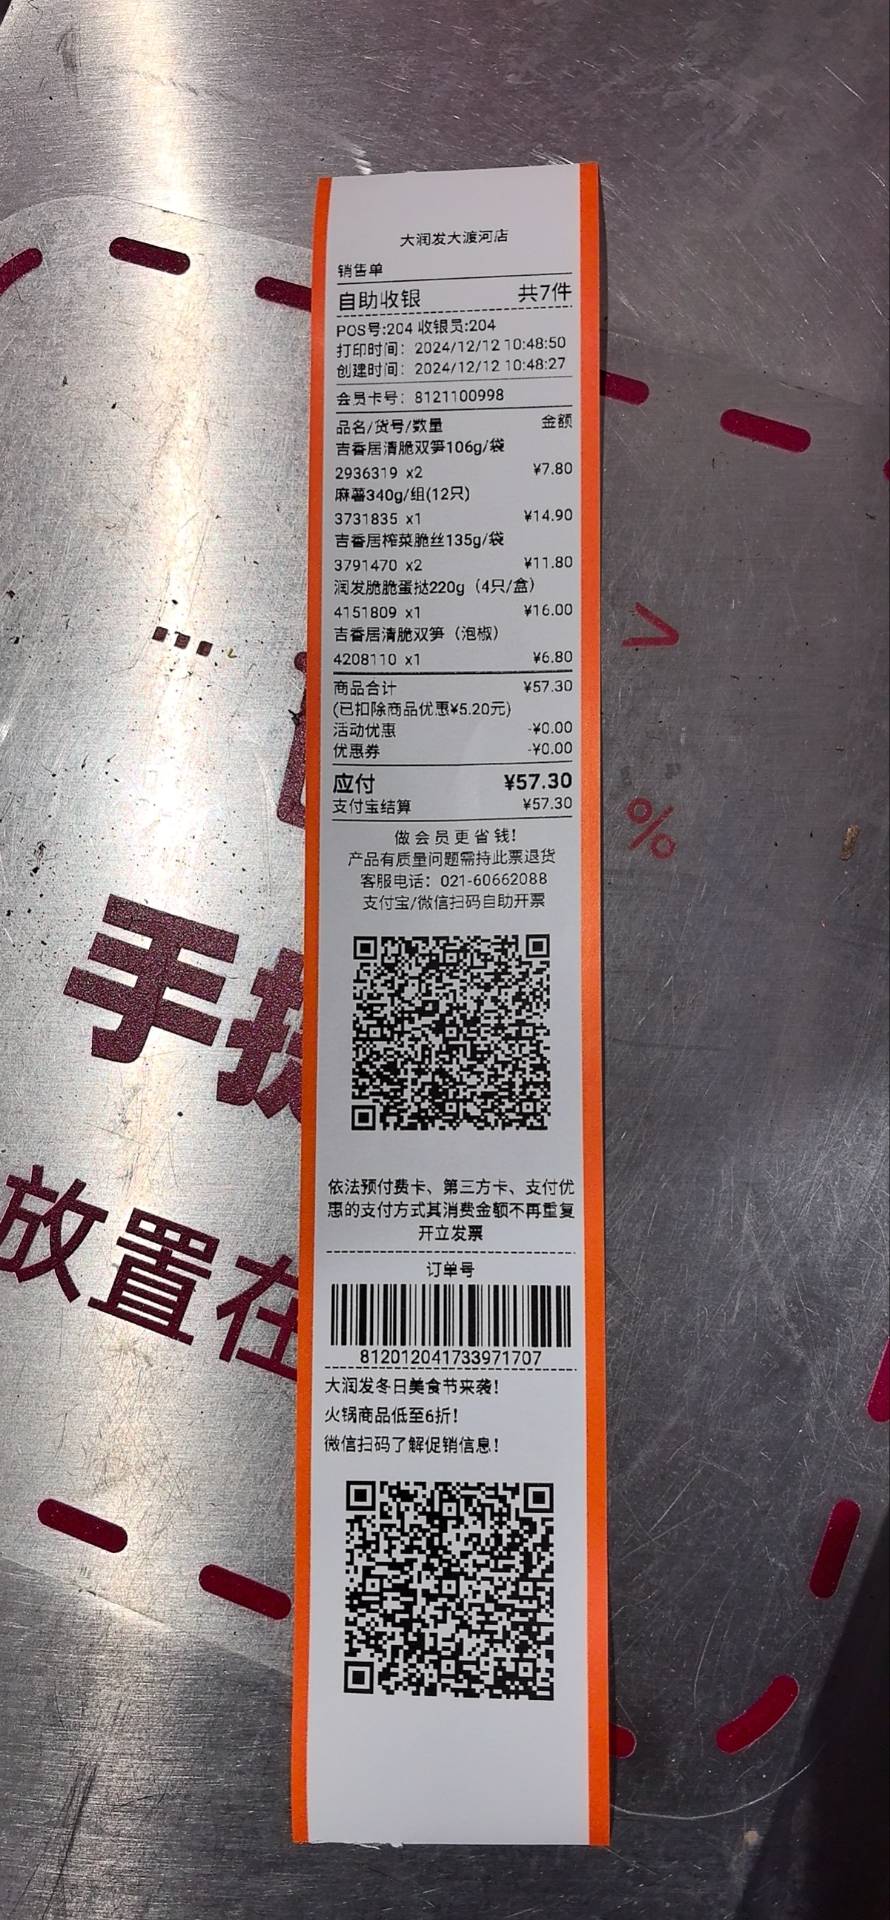 大润发大渡河店
销售单
自助收银 共7件
POS号:204 收银员:204
打印时间: 2024/12/12 10:48:50
创建时间: 2024/12/12 10:48:27
会员卡号: 8121100998
品名/货号/数量 金额
吉香居清脆双笋106g/袋
2936319 x2 ¥7.80
麻薯340g/组(12只)
3731835 x1 ¥14.90
吉香居榨菜脆丝135g/袋
3791470 x2 ¥11.80
润发脆脆蛋挞220g（4只/盒）
4151809 x1 ¥16.00
吉香居清脆双笋（泡椒）
4208110 x1 ¥6.80
商品合计 ¥57.30
(已扣除商品优惠¥5.20元)
活动优惠 -¥0.00
优惠券 -¥0.00
应付 ¥57.30
支付宝结算 ¥57.30
做会员更省钱!
产品有质量问题需持此票退货
客服电话: 021-60662088
支付宝/微信扫码自助开票
依法预付费卡、第三方卡、支付优
惠的支付方式其消费金额不再重复
开立发票
订单号
812012041733971707
大润发冬日美食节来袭!
火锅商品低至6折!
微信扫码了解促销信息!
%
手提
放置在